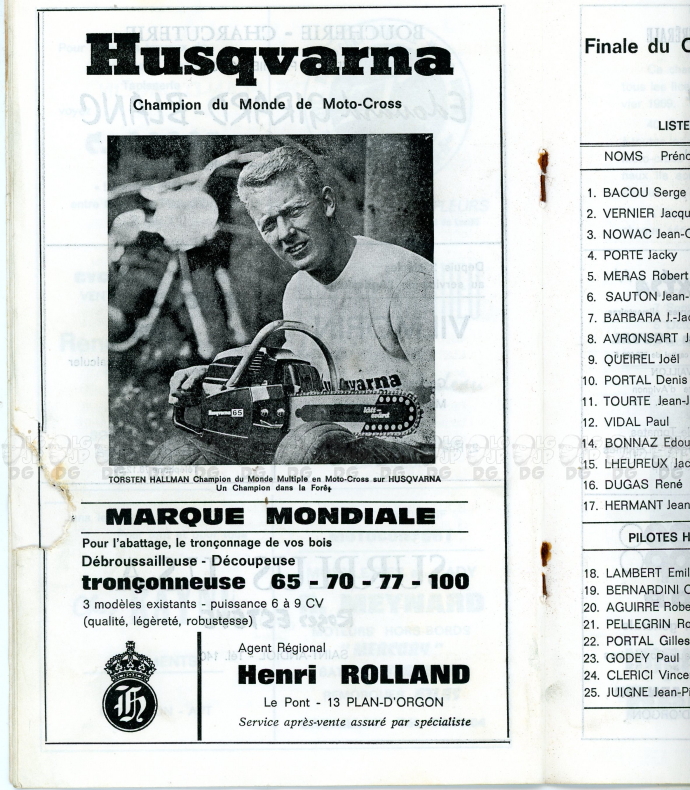 Husqvarna
Champion du Monde de Moto-Cross
Husqvarna 65
TORSTEN HALLMAN Champion du Monde Multiple en Moto-Cross sur HUSQVARNA
Un Champion dans la Forêt
MARQUE MONDIALE
Pour l'abattage, le tronçonnage de vos bois
Débroussailleuse - Découpeuse
tronçonneuse 65 - 70 - 77 - 100
3 modèles existants - puissance 6 à 9 CV
(qualité, légèreté, robustesse)
Agent Régional
Henri ROLLAND
Le Pont - 13 PLAN-D'ORGON
Service après-vente assuré par spécialiste
Finale du C
LISTE
NOMS Préno
1. BACOU Serge
2. VERNIER Jacqu
3. NOWAC Jean-C
4. PORTE Jacky
5. MERAS Robert
6. SAUTON Jean-
7. BARBARA J.-Jac
8. AVRONSART J
9. QUEIREL Joël
10. PORTAL Denis
11. TOURTE Jean-J
12. VIDAL Paul
14. BONNAZ Edou
15. LHEUREUX Jac
16. DUGAS René
17. HERMANT Jean
PILOTES H
18. LAMBERT Emil
19. BERNARDINI C
20. AGUIRRE Robe
21. PELLEGRIN Ro
22. PORTAL Gilles
23. GODEY Paul
24. CLERICI Vince
25. JUIGNE Jean-Pi